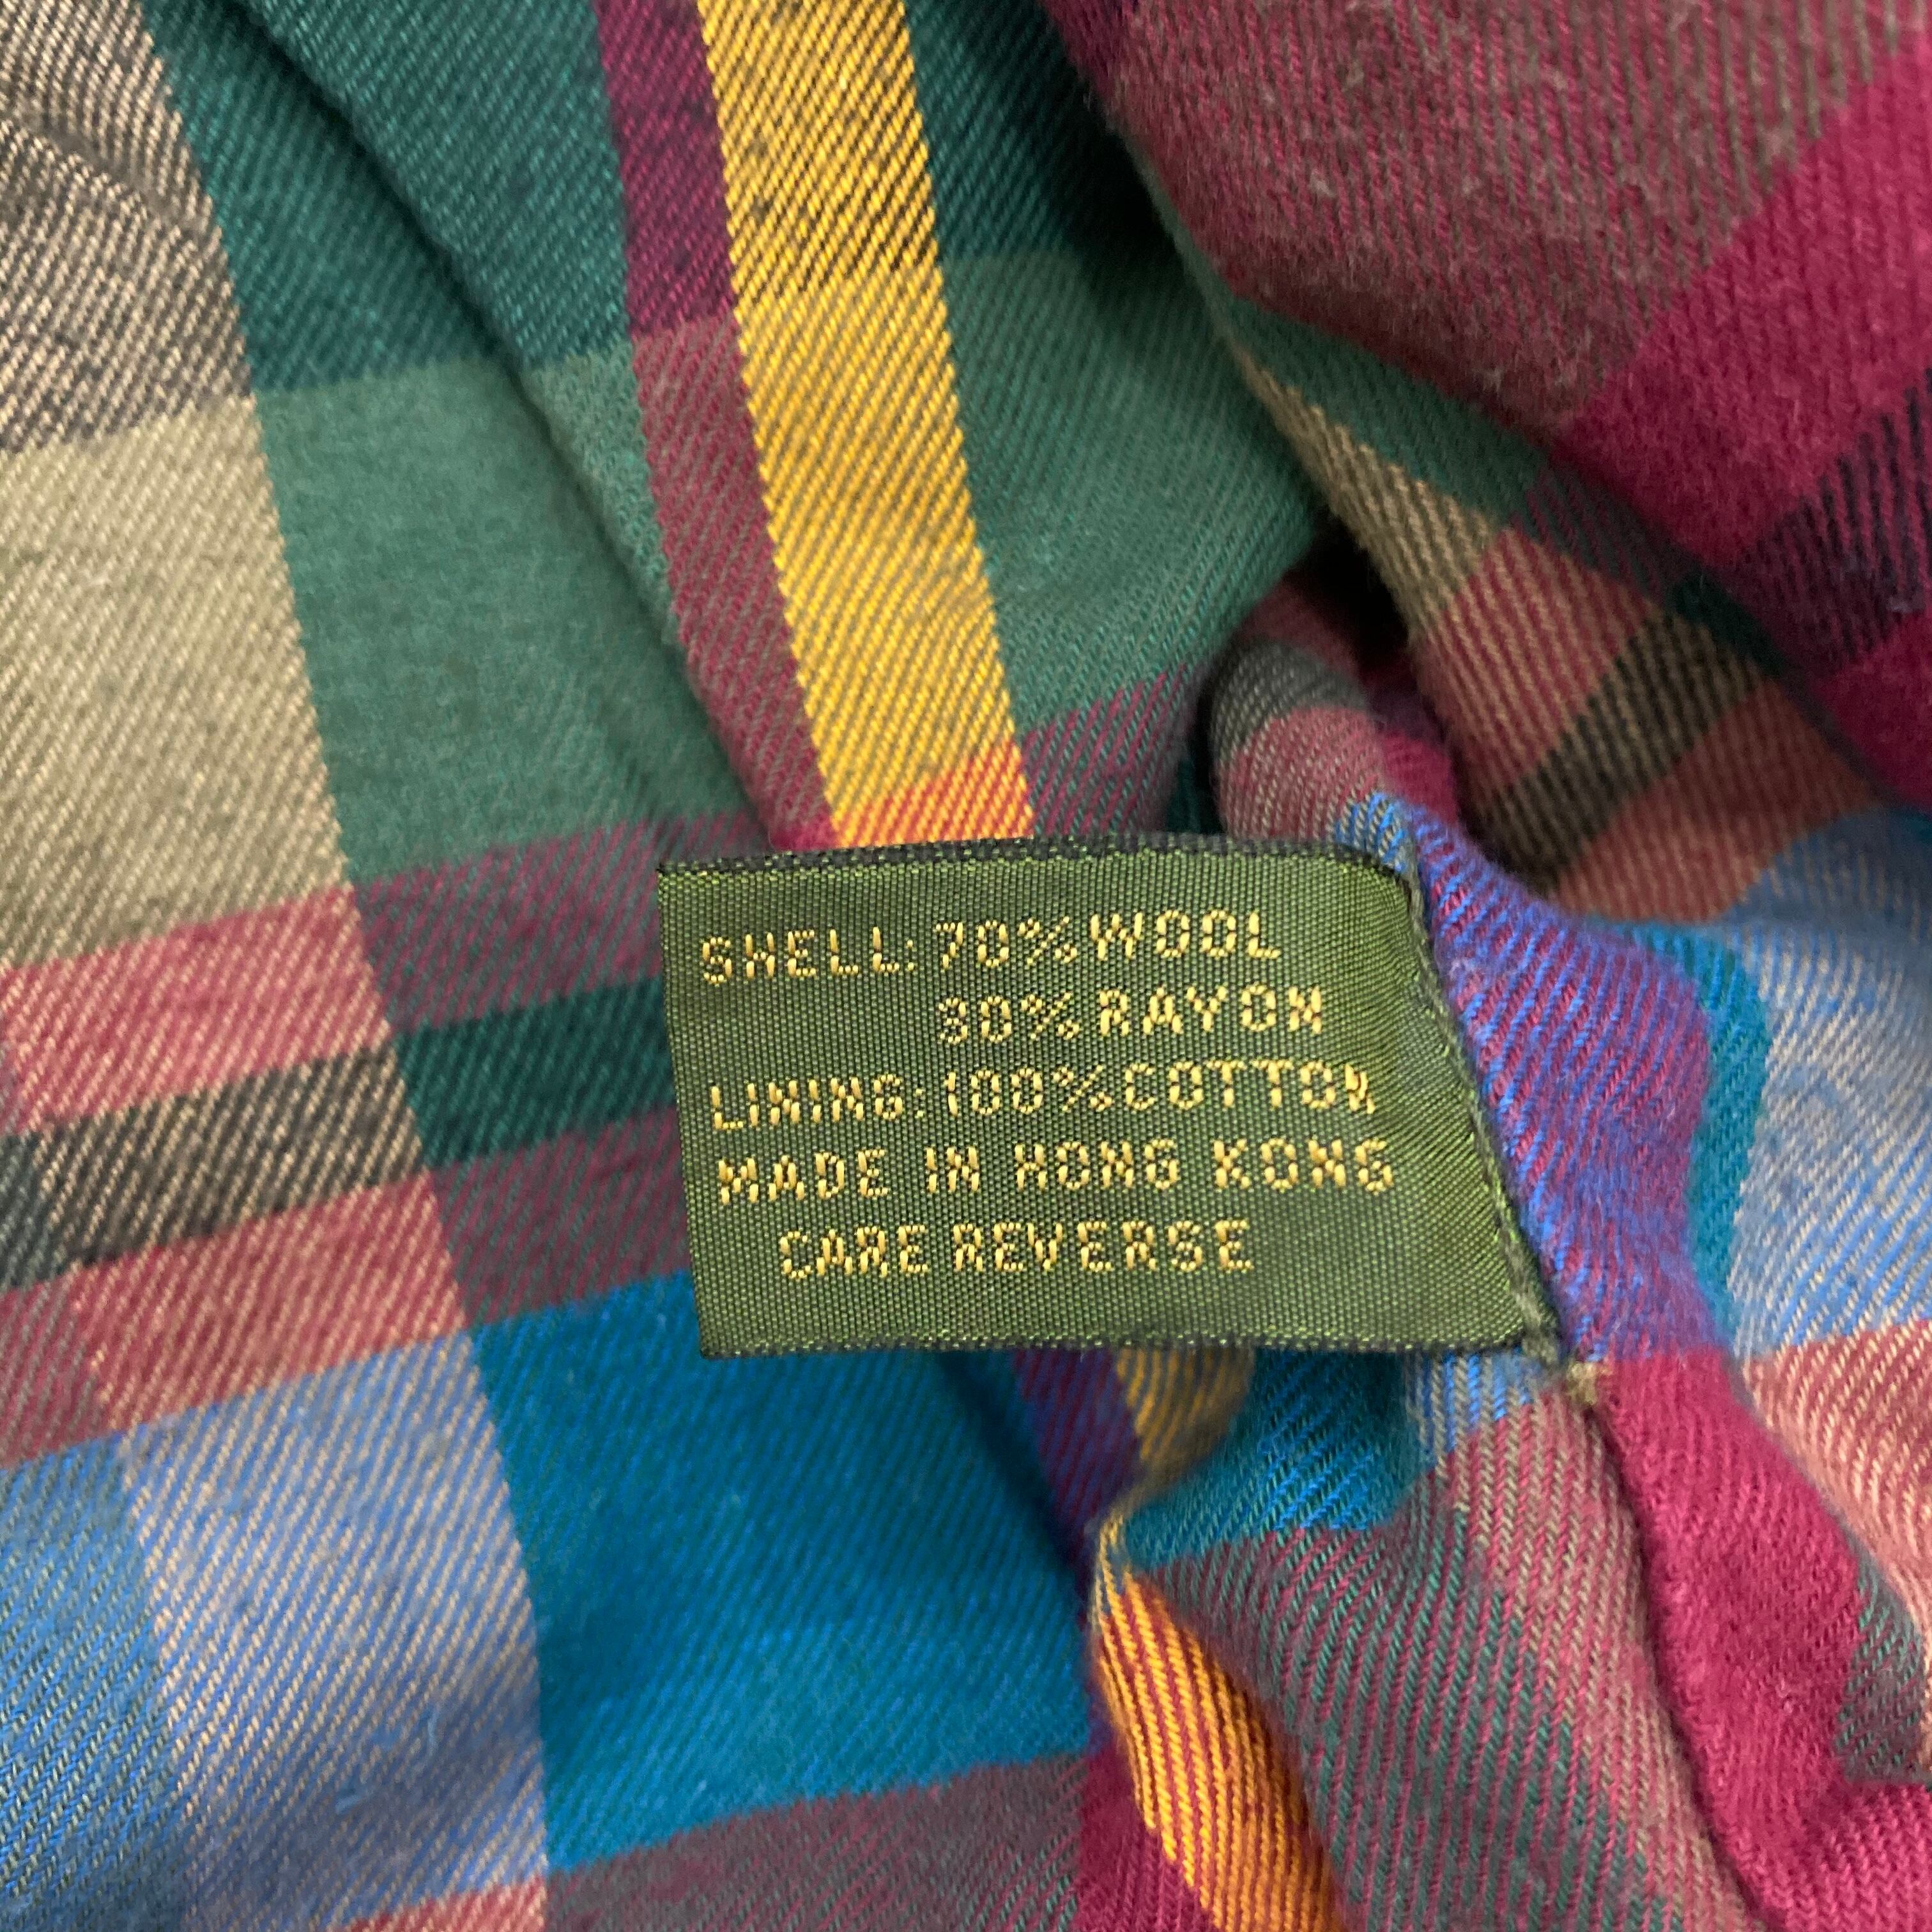 SHELL: 70% WOOL
30% RAYON
LINING: 100% COTTON
MADE IN HONG KONG
CARE REVERSE